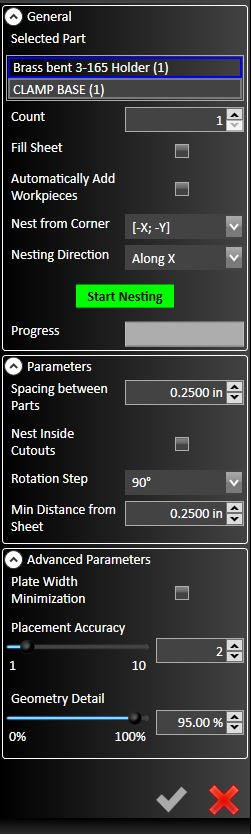 General
Selected Part
Brass bent 3-165 Holder (1)
CLAMP BASE (1)
Count 1
Fill Sheet
Automatically Add
Workpieces
Nest from Corner [-X; -Y]
Nesting Direction Along X
Start Nesting
Progress
Parameters
Spacing between
Parts
0.2500 in
Nest Inside
Cutouts
Rotation Step 90°
Min Distance from
Sheet
0.2500 in
Advanced Parameters
Plate Width
Minimization
Placement Accuracy
2
1 10
Geometry Detail
95.00 %
0% 100%